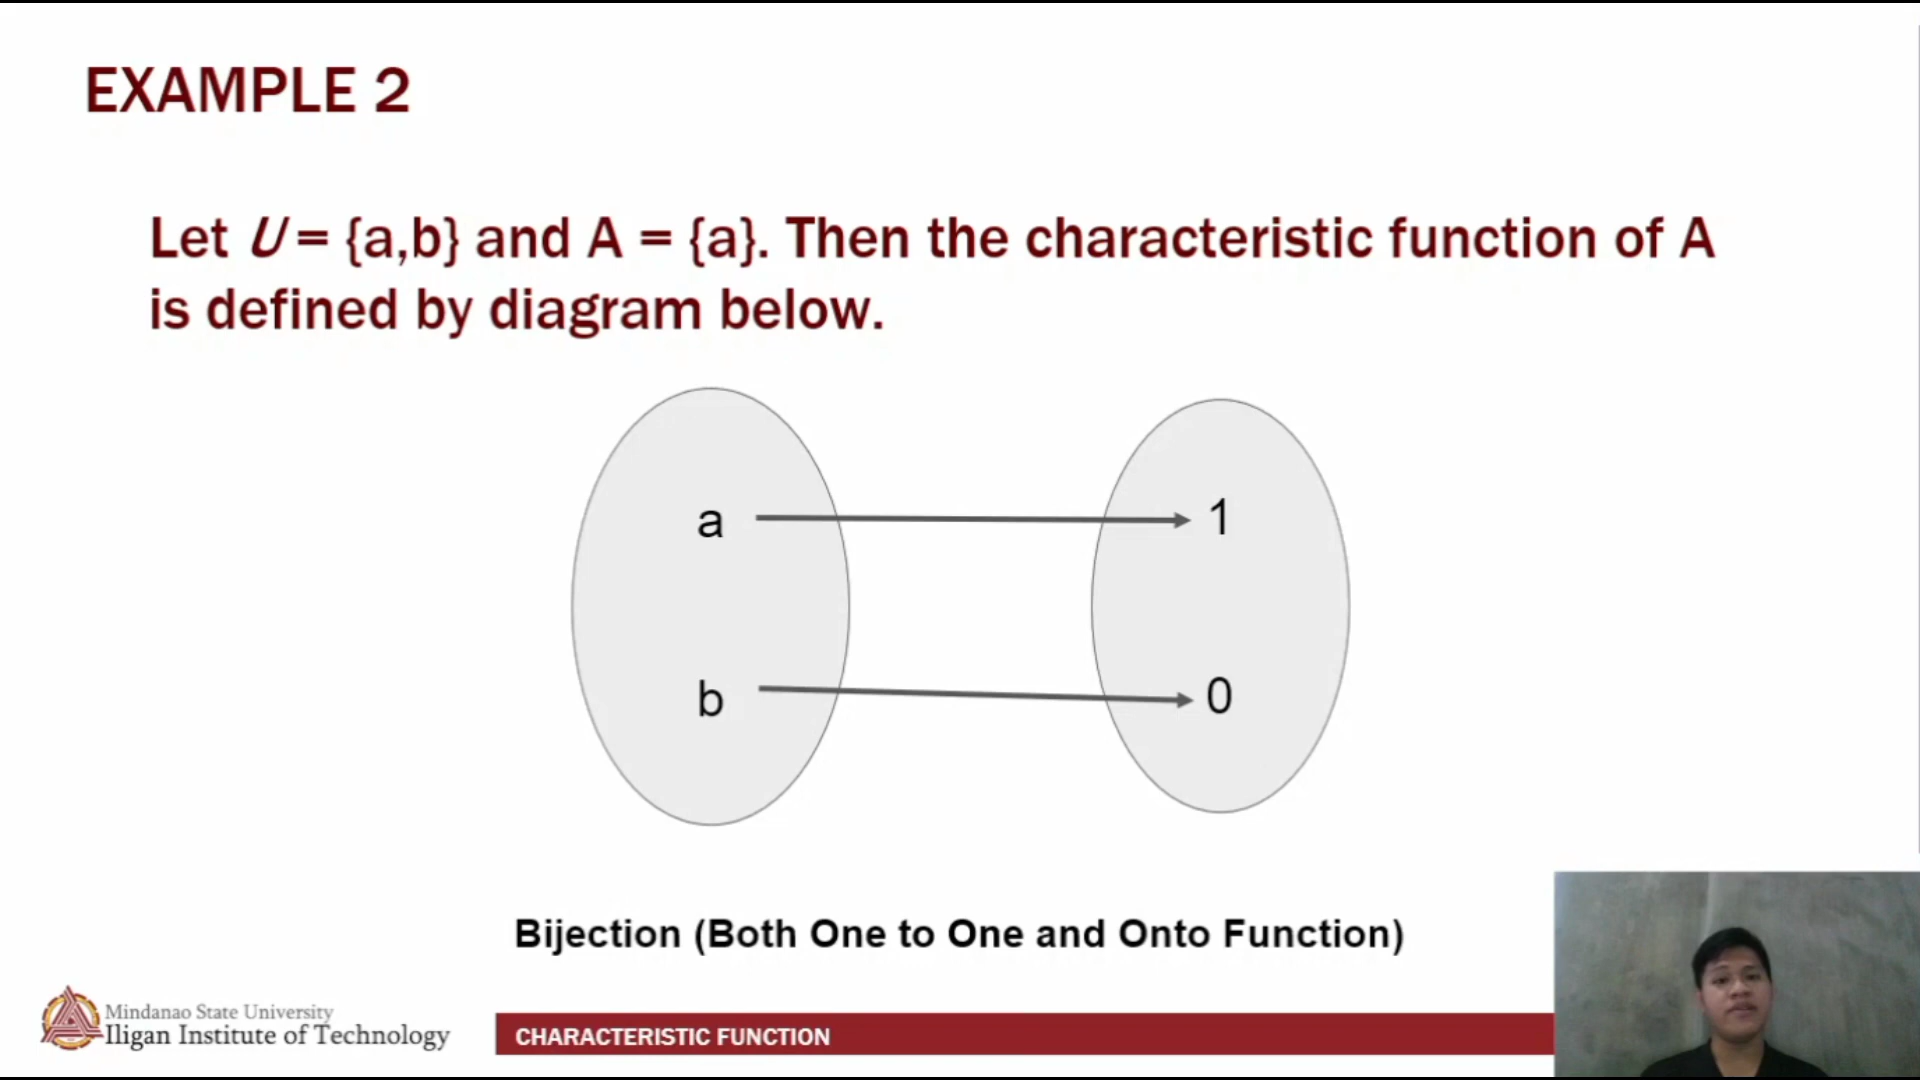 EXAMPLE 2
Let U = {a,b} and A = {a}. Then the characteristic function of A
is defined by diagram below.
a
1
b
0
Bijection (Both One to One and Onto Function)
Mindanao State University
Iligan Institute of Technology
CHARACTERISTIC FUNCTION